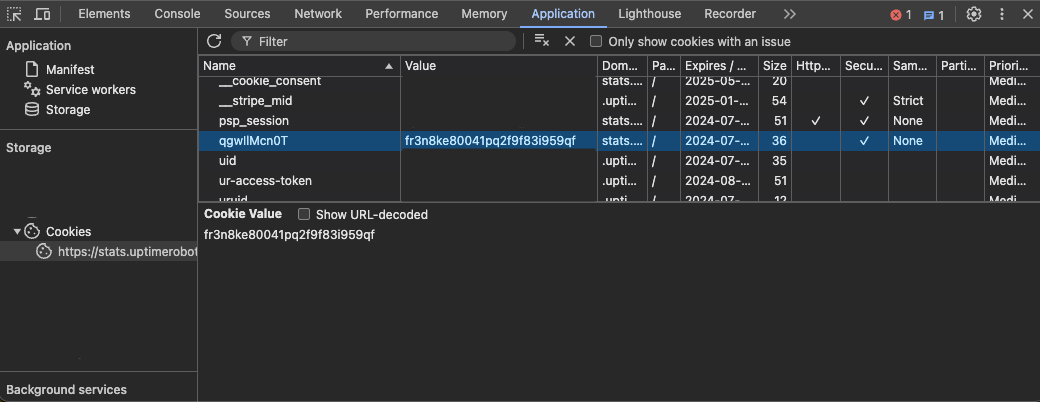 Elements Console Sources Network Performance Memory Application Lighthouse Recorder 1 1
Application
Manifest
Service workers
Storage
Storage
Cookies
https://stats.uptimerobot
Background services
Filter Only show cookies with an issue
Name Value Dom... Pa... Expires / ... Size Http... Secu... Sam... Parti... Priori...
__cookie_consent stats.... / 2025-05-... 20 Medi...
__stripe_mid .upti... / 2025-01-... 54 ✓ Strict Medi...
psp_session stats.... / 2024-07-... 51 ✓ ✓ None Medi...
qgwIlMcn0T fr3n8ke80041pq2f9f83i959qf stats.... / 2024-07-... 36 ✓ None Medi...
uid .upti... / 2024-07-... 35 Medi...
ur-access-token .upti... / 2024-08-... 51 Medi...
uruid .upti... / 2024-07-... 12 Medi...
Cookie Value Show URL-decoded
fr3n8ke80041pq2f9f83i959qf